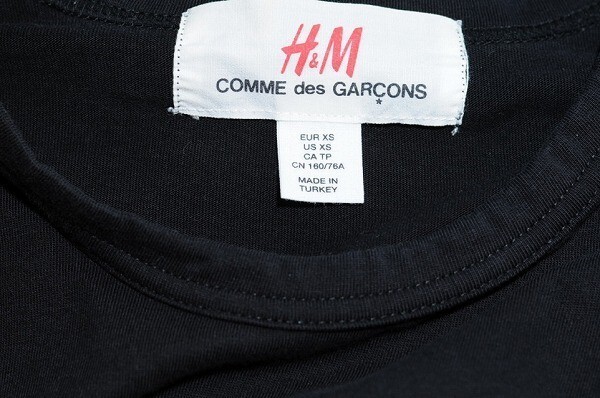 H&M
COMME des GARÇONS
*
EUR XS
US XS
CA TP
CN 160/76A
MADE IN
TURKEY